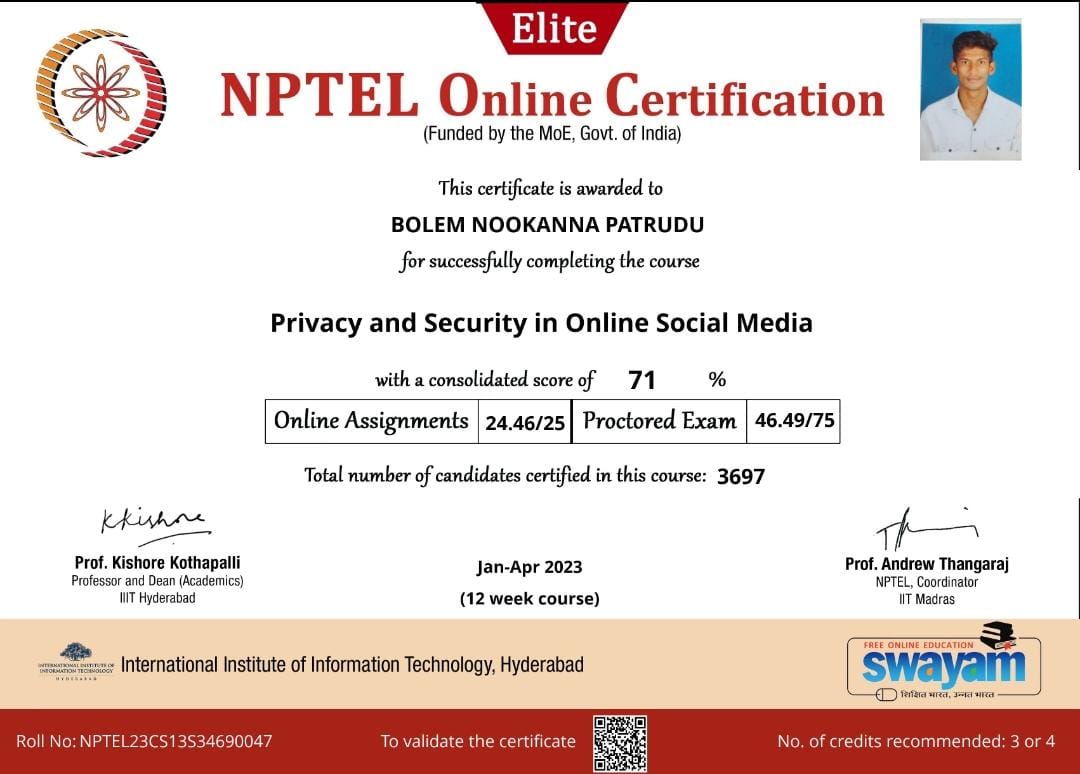 Elite
NPTEL Online Certification
(Funded by the MoE, Govt. of India)
This certificate is awarded to
BOLEM NOOKANNA PATRUDU
for successfully completing the course
Privacy and Security in Online Social Media
with a consolidated score of 71 %
Online Assignments 24.46/25 Proctored Exam 46.49/75
Total number of candidates certified in this course: 3697
KKishore
Prof. Kishore Kothapalli
Professor and Dean (Academics)
IIIT Hyderabad
Jan-Apr 2023
(12 week course)
Prof. Andrew Thangaraj
NPTEL, Coordinator
IIT Madras
INTERNATIONAL INSTITUTE OF
INFORMATION TECHNOLOGY
HYDERABAD
International Institute of Information Technology, Hyderabad
FREE ONLINE EDUCATION
swayam
शिक्षित भारत, उन्नत भारत
Roll No: NPTEL23CS13S34690047
To validate the certificate
No. of credits recommended: 3 or 4